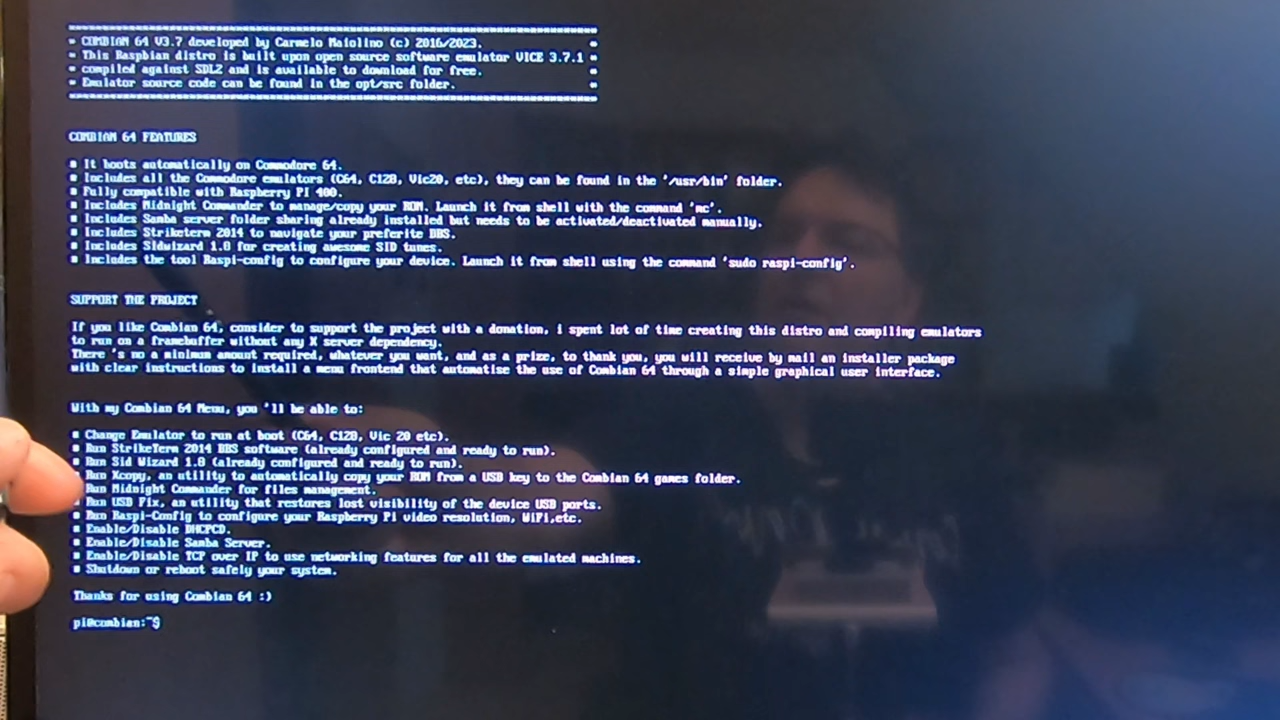 * COMBIAN 64 V3.7 developed by Carmelo Maiolino (c) 2016/2023. *
* This Raspbian distro is built upon open source software emulator VICE 3.7.1 *
* compiled against SDL2 and is available to download for free. *
* Emulator source code can be found in the opt/src folder. *
COMBIAN 64 FEATURES
■ It boots automatically on Commodore 64.
■ Includes all the Commodore emulators (C64, C128, Vic20, etc), they can be found in the '/usr/bin' folder.
■ Fully compatible with Raspberry PI 400.
■ Includes Midnight Commander to manage/copy your ROM. Launch it from shell with the command 'mc'.
■ Includes Samba server folder sharing already installed but needs to be activated/deactivated manually.
■ Includes Striketerm 2014 to navigate your preferite BBS.
■ Includes Sidwizard 1.8 for creating awesome SID tunes.
■ Includes the tool Raspi-config to configure your device. Launch it from shell using the command 'sudo raspi-config'.
SUPPORT THE PROJECT
If you like Combian 64, consider to support the project with a donation, i spent lot of time creating this distro and compiling emulators
to run on a framebuffer without any X server dependency.
There 's no a minimum amount required, whatever you want, and as a prize, to thank you, you will receive by mail an installer package
with clear instructions to install a menu frontend that automatise the use of Combian 64 through a simple graphical user interface.
With my Combian 64 Menu, you 'll be able to:
■ Change Emulator to run at boot (C64, C128, Vic 20 etc).
■ Run StrikeTerm 2014 BBS software (already configured and ready to run).
■ Run Sid Wizard 1.8 (already configured and ready to run).
■ Run Xcopy, an utility to automatically copy your ROM from a USB key to the Combian 64 games folder.
■ Run Midnight Commander for files management.
■ Run USB Fix, an utility that restores lost visibility of the device USB ports.
■ Run Raspi-Config to configure your Raspberry Pi video resolution, WiFi,etc.
■ Enable/Disable DHCPCD.
■ Enable/Disable Samba Server.
■ Enable/Disable TCP over IP to use networking features for all the emulated machines.
■ Shutdown or reboot safely your system.
Thanks for using Combian 64 :)
pi@combian:~$